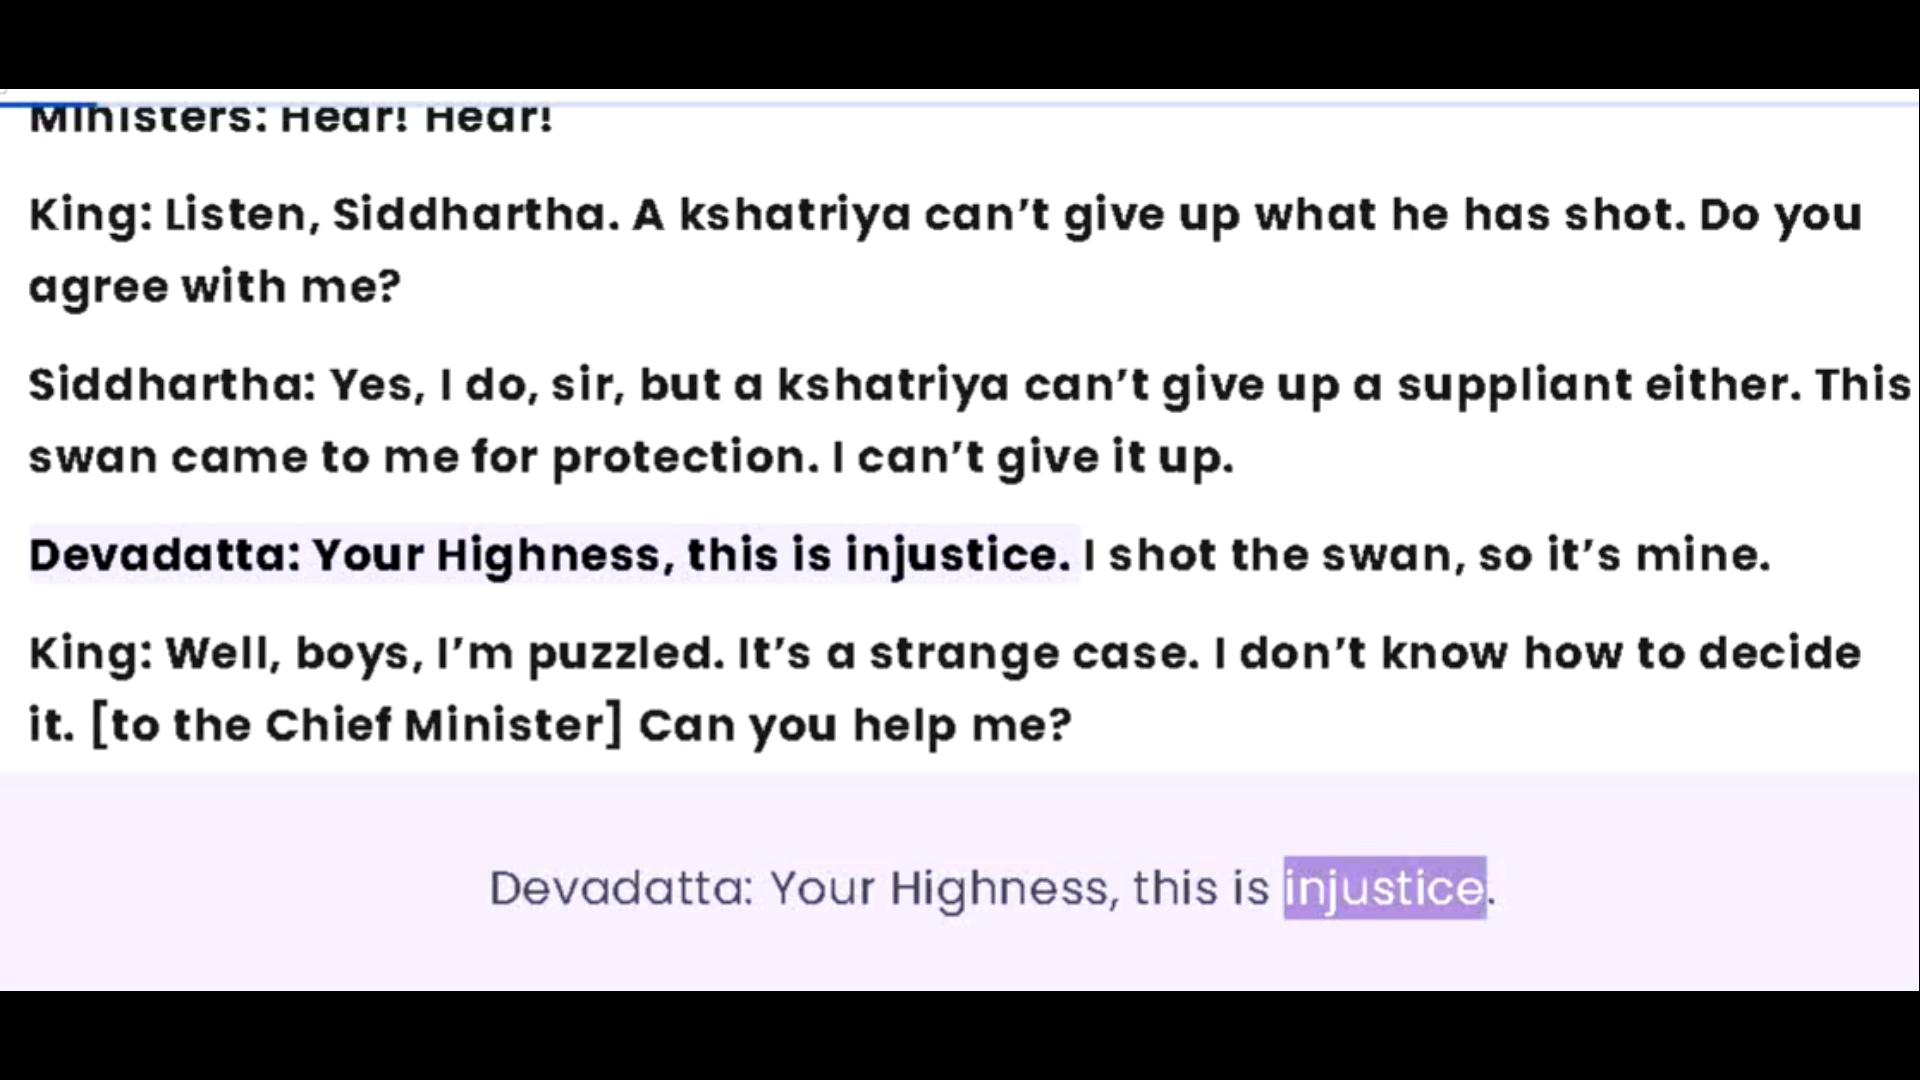 Ministers: Hear! Hear!
King: Listen, Siddhartha. A kshatriya can’t give up what he has shot. Do you
agree with me?
Siddhartha: Yes, I do, sir, but a kshatriya can’t give up a suppliant either. This
swan came to me for protection. I can’t give it up.
Devadatta: Your Highness, this is injustice. I shot the swan, so it’s mine.
King: Well, boys, I’m puzzled. It’s a strange case. I don’t know how to decide
it. [to the Chief Minister] Can you help me?
Devadatta: Your Highness, this is injustice.